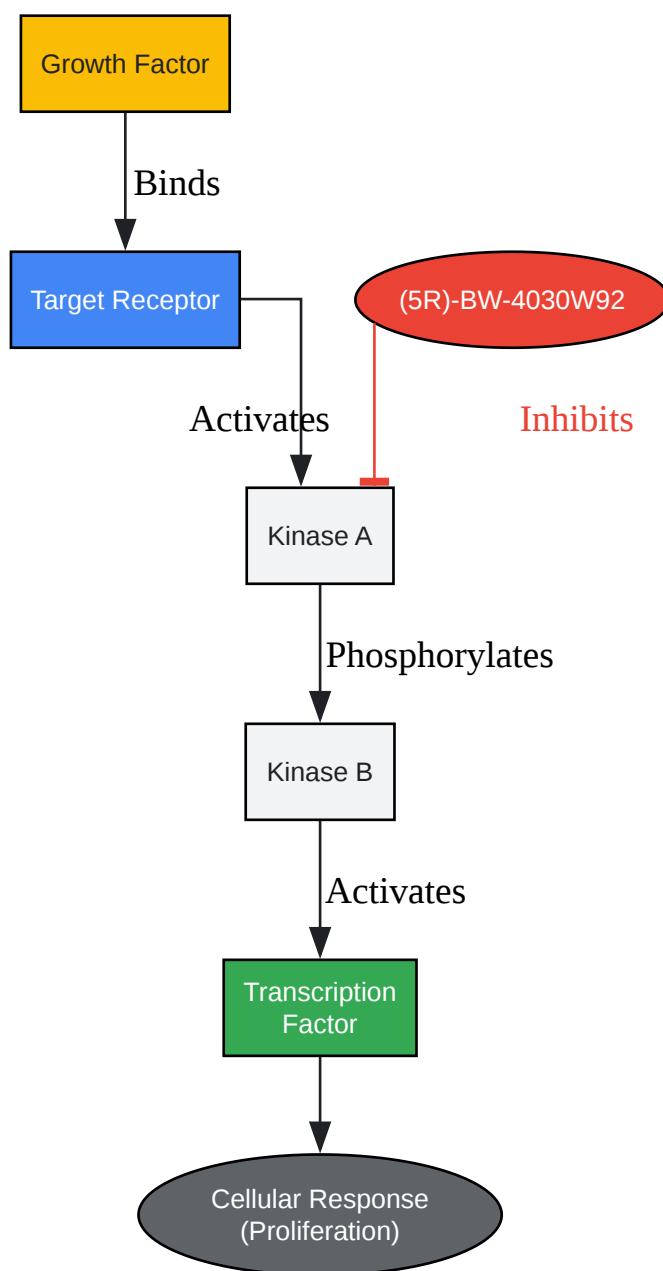 Growth Factor
Binds
Target Receptor
(5R)-BW-4030W92
Activates
Inhibits
Kinase A
Phosphorylates
Kinase B
Activates
Transcription
Factor
Cellular Response
(Proliferation)